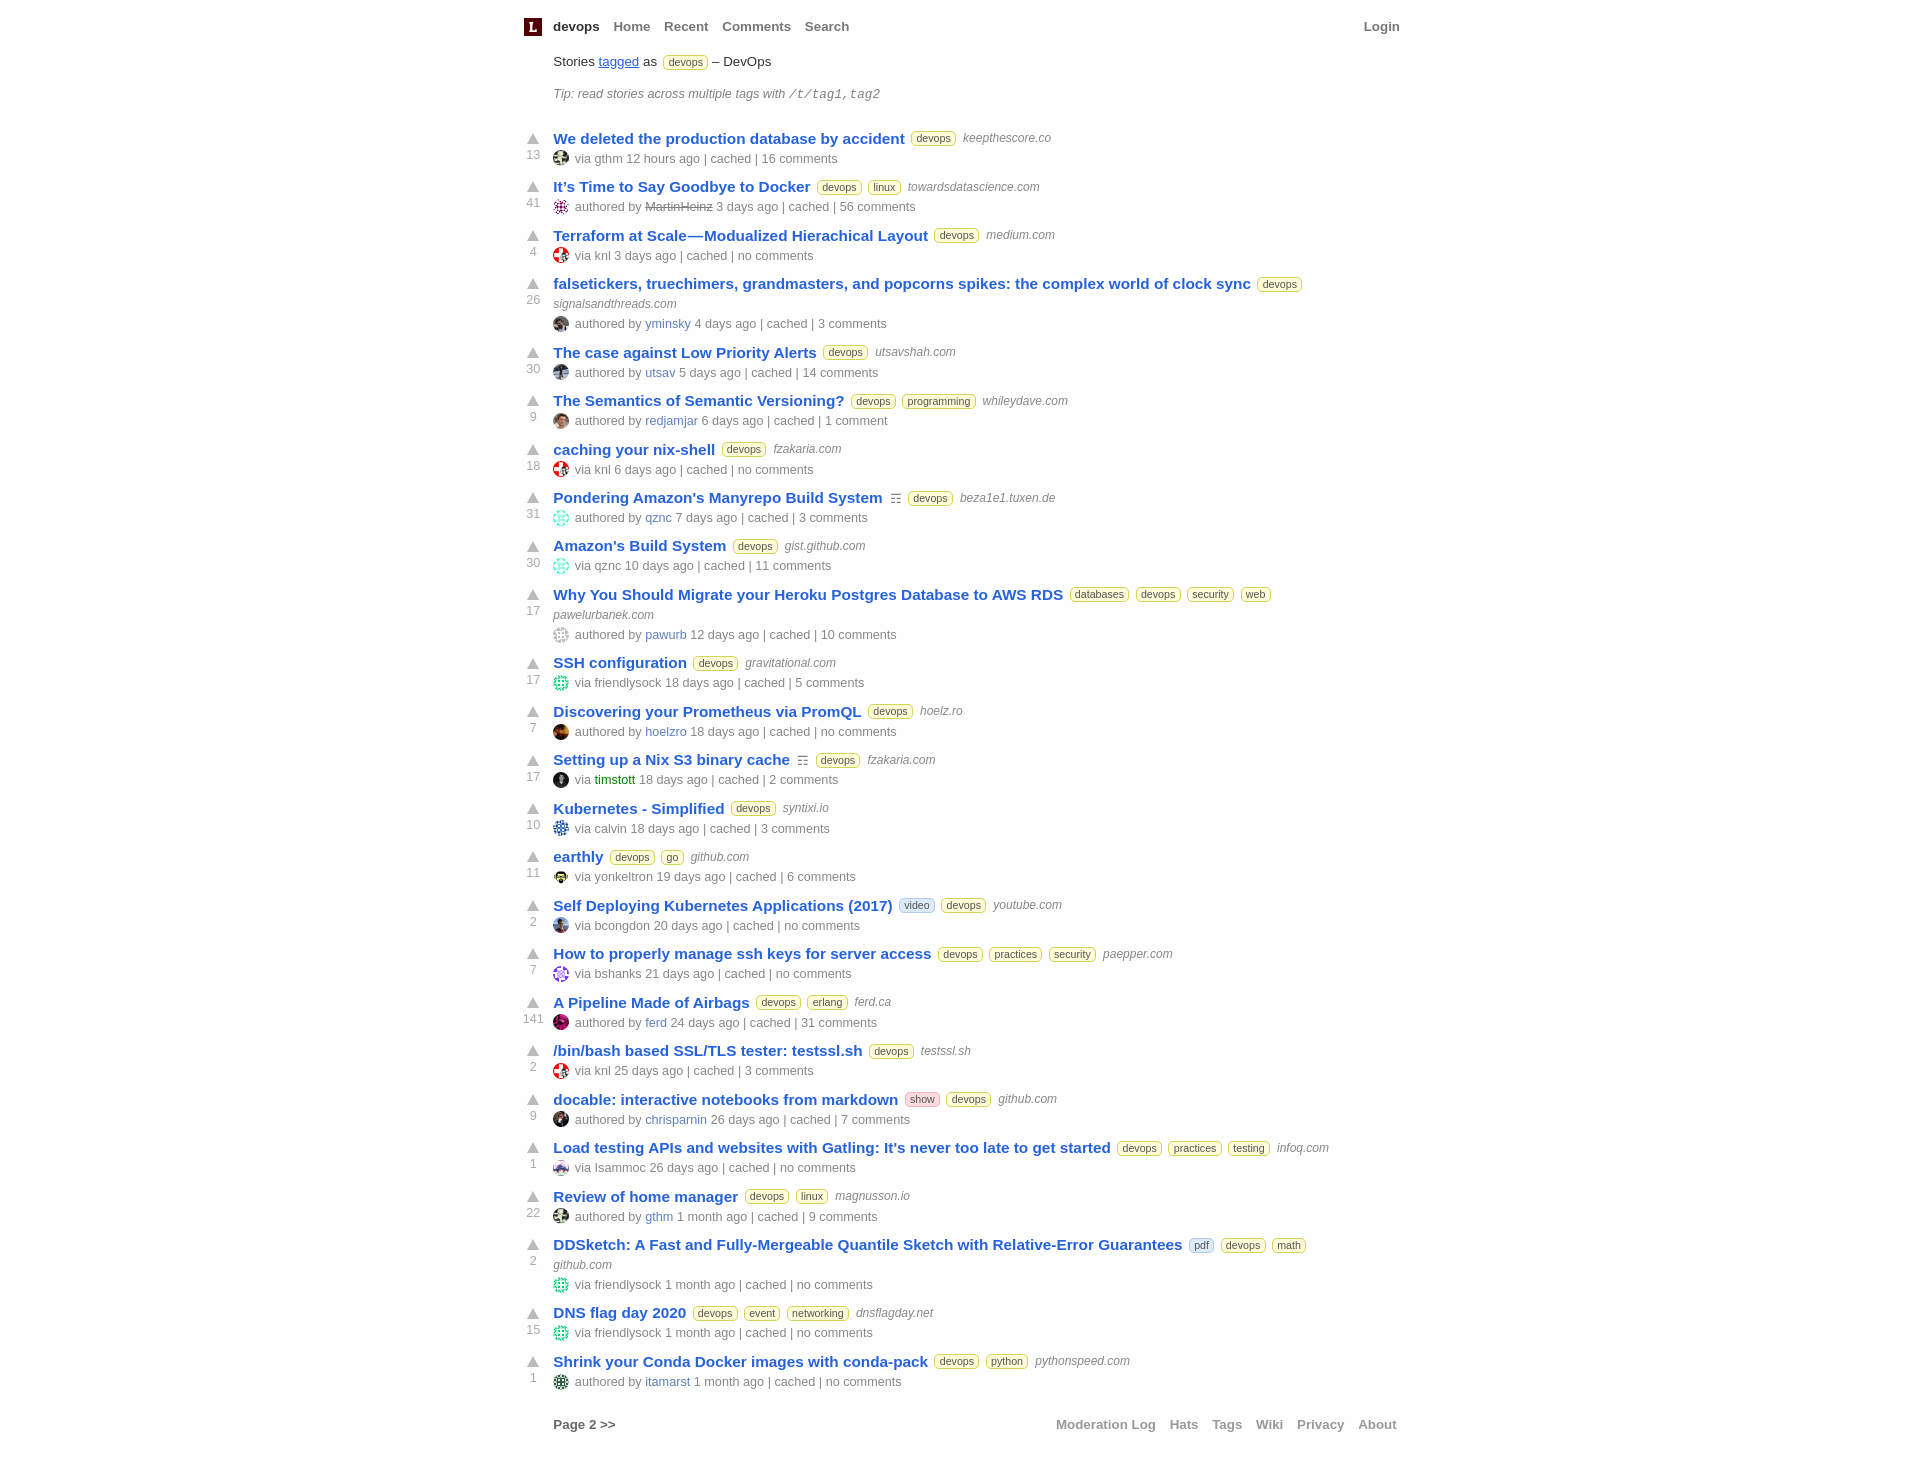 L devops Home Recent Comments Search Login
Stories tagged as devops – DevOps
Tip: read stories across multiple tags with /t/tag1,tag2
We deleted the production database by accident devops keepthescore.co
13 via gthm 12 hours ago | cached | 16 comments
It’s Time to Say Goodbye to Docker devops linux towardsdatascience.com
41 authored by MartinHeinz 3 days ago | cached | 56 comments
Terraform at Scale — Modualized Hierachical Layout devops medium.com
4 via knl 3 days ago | cached | no comments
falsetickers, truechimers, grandmasters, and popcorns spikes: the complex world of clock sync devops
26 signalsandthreads.com
authored by yminsky 4 days ago | cached | 3 comments
The case against Low Priority Alerts devops utsavshah.com
30 authored by utsav 5 days ago | cached | 14 comments
The Semantics of Semantic Versioning? devops programming whileydave.com
9 authored by redjamjar 6 days ago | cached | 1 comment
caching your nix-shell devops fzakaria.com
18 via knl 6 days ago | cached | no comments
Pondering Amazon's Manyrepo Build System ☶ devops beza1e1.tuxen.de
31 authored by qznc 7 days ago | cached | 3 comments
Amazon's Build System devops gist.github.com
30 via qznc 10 days ago | cached | 11 comments
Why You Should Migrate your Heroku Postgres Database to AWS RDS databases devops security web
17 pawelurbanek.com
authored by pawurb 12 days ago | cached | 10 comments
SSH configuration devops gravitational.com
17 via friendlysock 18 days ago | cached | 5 comments
Discovering your Prometheus via PromQL devops hoelz.ro
7 authored by hoelzro 18 days ago | cached | no comments
Setting up a Nix S3 binary cache ☶ devops fzakaria.com
17 via timstott 18 days ago | cached | 2 comments
Kubernetes - Simplified devops syntixi.io
10 via calvin 18 days ago | cached | 3 comments
earthly devops go github.com
11 via yonkeltron 19 days ago | cached | 6 comments
Self Deploying Kubernetes Applications (2017) video devops youtube.com
2 via bcongdon 20 days ago | cached | no comments
How to properly manage ssh keys for server access devops practices security paepper.com
7 via bshanks 21 days ago | cached | no comments
A Pipeline Made of Airbags devops erlang ferd.ca
141 authored by ferd 24 days ago | cached | 31 comments
/bin/bash based SSL/TLS tester: testssl.sh devops testssl.sh
2 via knl 25 days ago | cached | 3 comments
docable: interactive notebooks from markdown show devops github.com
9 authored by chrisparnin 26 days ago | cached | 7 comments
Load testing APIs and websites with Gatling: It's never too late to get started devops practices testing infoq.com
1 via Isammoc 26 days ago | cached | no comments
Review of home manager devops linux magnusson.io
22 authored by gthm 1 month ago | cached | 9 comments
DDSketch: A Fast and Fully-Mergeable Quantile Sketch with Relative-Error Guarantees pdf devops math
2 github.com
via friendlysock 1 month ago | cached | no comments
DNS flag day 2020 devops event networking dnsflagday.net
15 via friendlysock 1 month ago | cached | no comments
Shrink your Conda Docker images with conda-pack devops python pythonspeed.com
1 authored by itamarst 1 month ago | cached | no comments
Page 2 >> Moderation Log Hats Tags Wiki Privacy About